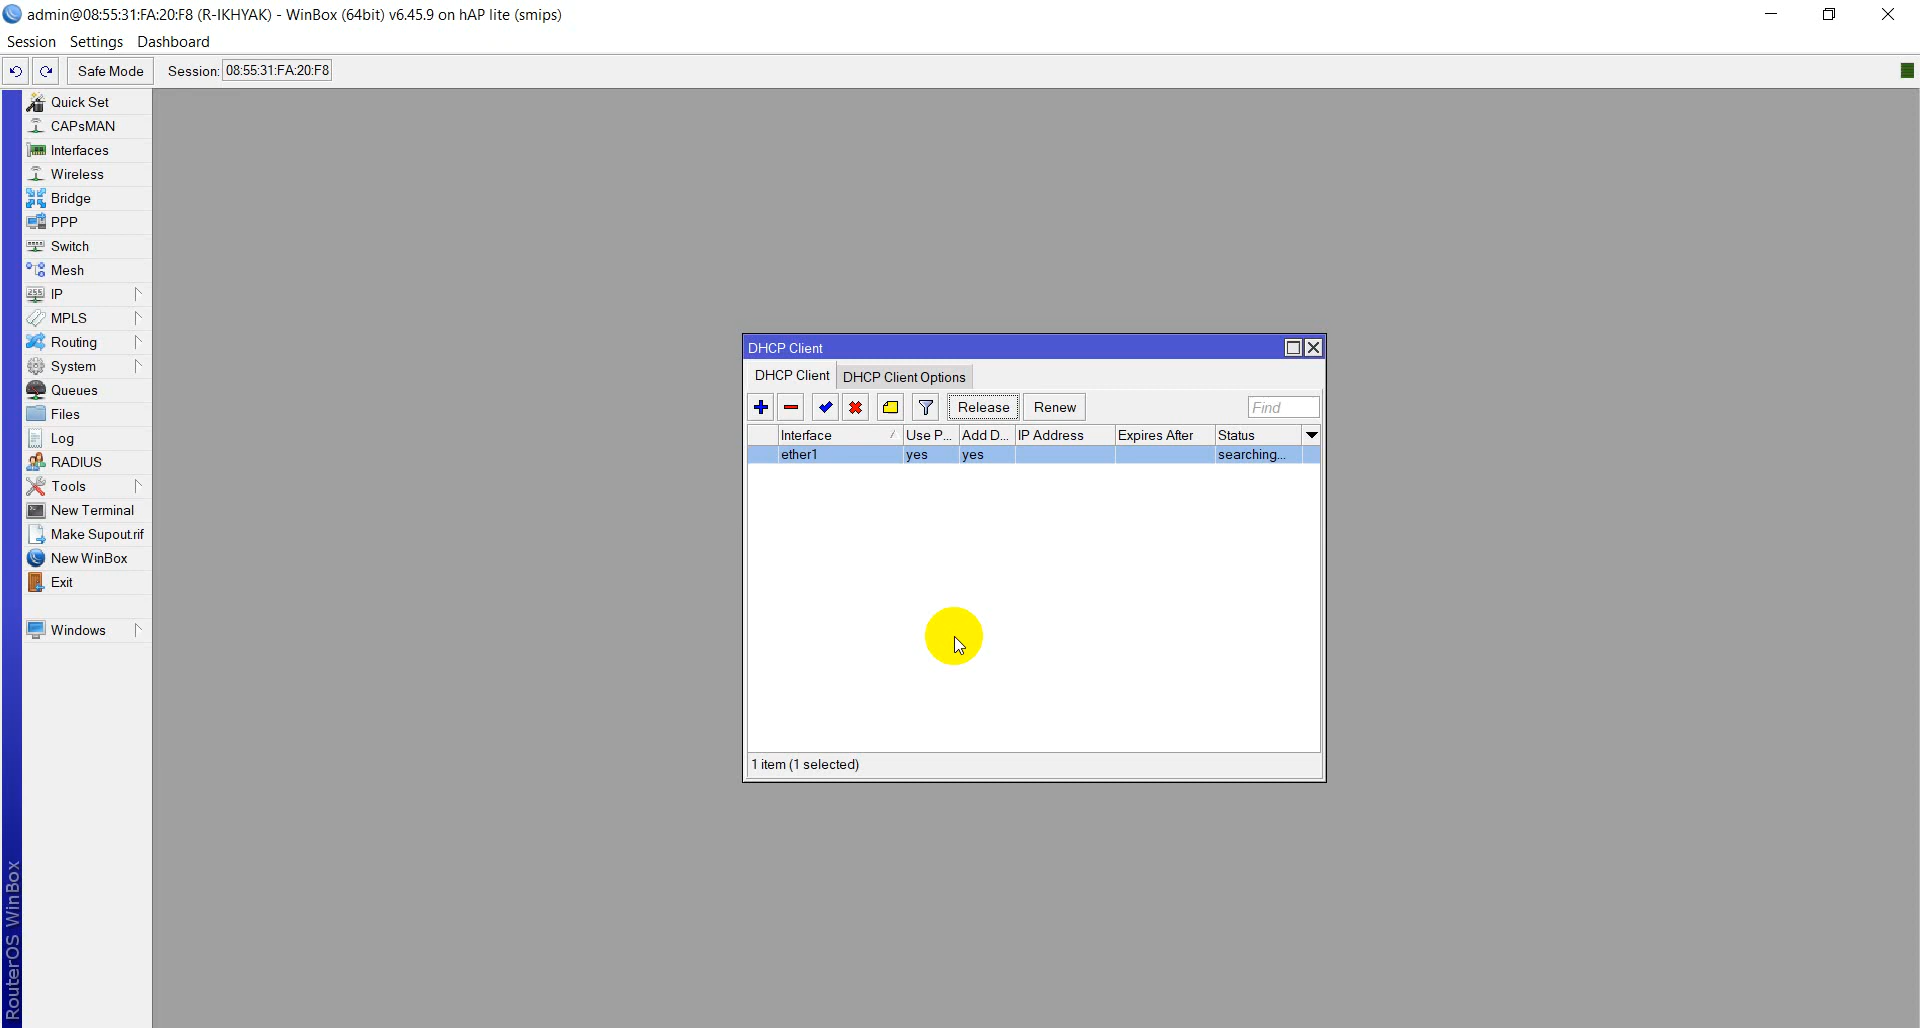 admin@08:55:31:FA:20:F8 (R-IKHYAK) - WinBox (64bit) v6.45.9 on hAP lite (smips)
Session Settings Dashboard
Safe Mode Session: 08:55:31:FA:20:F8
Quick Set
CAPsMAN
Interfaces
Wireless
Bridge
PPP
Switch
Mesh
IP
MPLS
Routing
System
Queues
Files
Log
RADIUS
Tools
New Terminal
Make Supout.rif
New WinBox
Exit
Windows
RouterOS WinBox
DHCP Client
DHCP Client DHCP Client Options
Release Renew Find
Interface Use P... Add D... IP Address Expires After Status
ether1 yes yes searching...
1 item (1 selected)